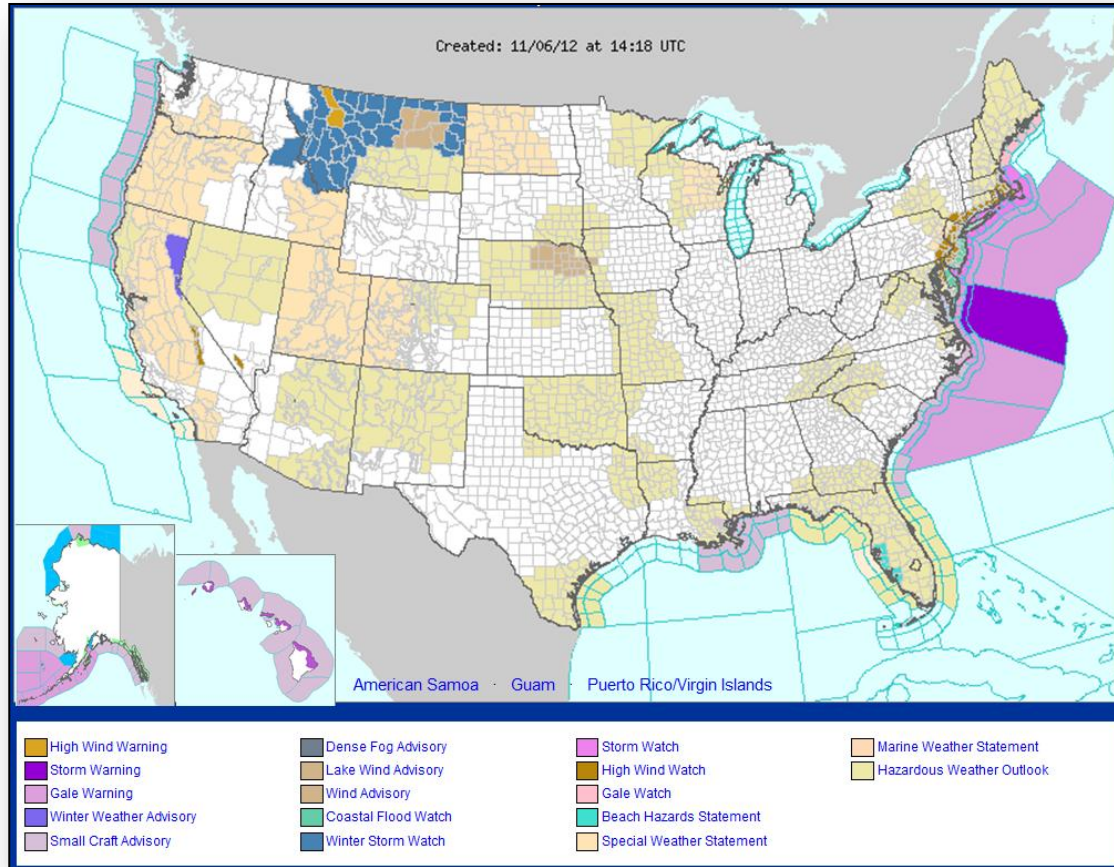 Created: 11/06/12 at 14:18 UTC
American Samoa · Guam · Puerto Rico/Virgin Islands
High Wind Warning
Storm Warning
Gale Warning
Winter Weather Advisory
Small Craft Advisory
Dense Fog Advisory
Lake Wind Advisory
Wind Advisory
Coastal Flood Watch
Winter Storm Watch
Storm Watch
High Wind Watch
Gale Watch
Beach Hazards Statement
Special Weather Statement
Marine Weather Statement
Hazardous Weather Outlook